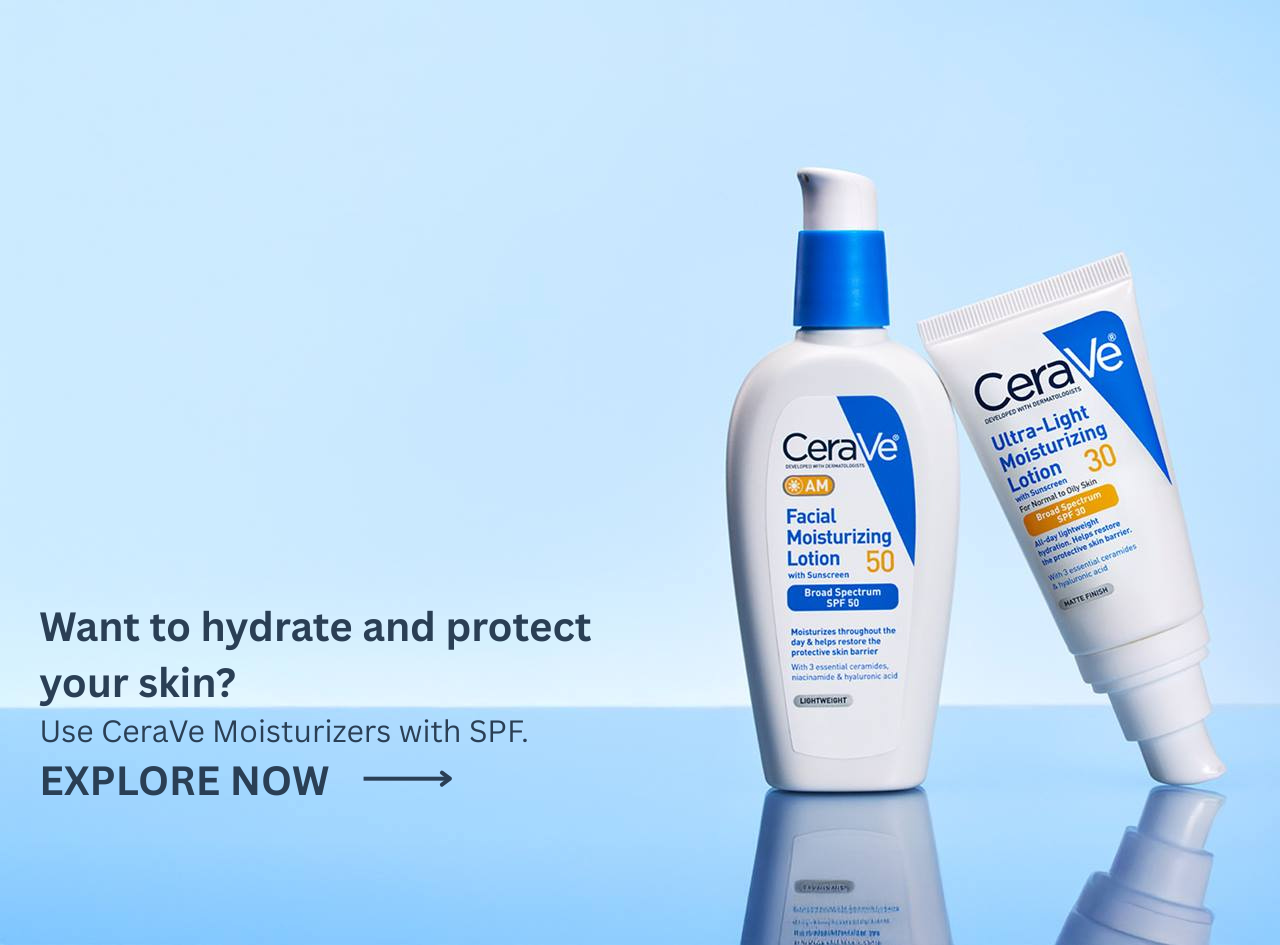 Want to hydrate and protect
your skin?
Use CeraVe Moisturizers with SPF.
EXPLORE NOW
CeraVe®
DEVELOPED WITH DERMATOLOGISTS
AM
Facial
Moisturizing
Lotion 50
with Sunscreen
Broad Spectrum
SPF 50
Moisturizes throughout the
day & helps restore the
protective skin barrier
With 3 essential ceramides,
niacinamide & hyaluronic acid
LIGHTWEIGHT
CeraVe®
DEVELOPED WITH DERMATOLOGISTS
Ultra-Light
Moisturizing
Lotion 30
with Sunscreen
For Normal to Oily Skin
Broad Spectrum
SPF 30
All-day lightweight
hydration. Helps restore
the protective skin barrier.
With 3 essential ceramides
& hyaluronic acid
MATTE FINISH